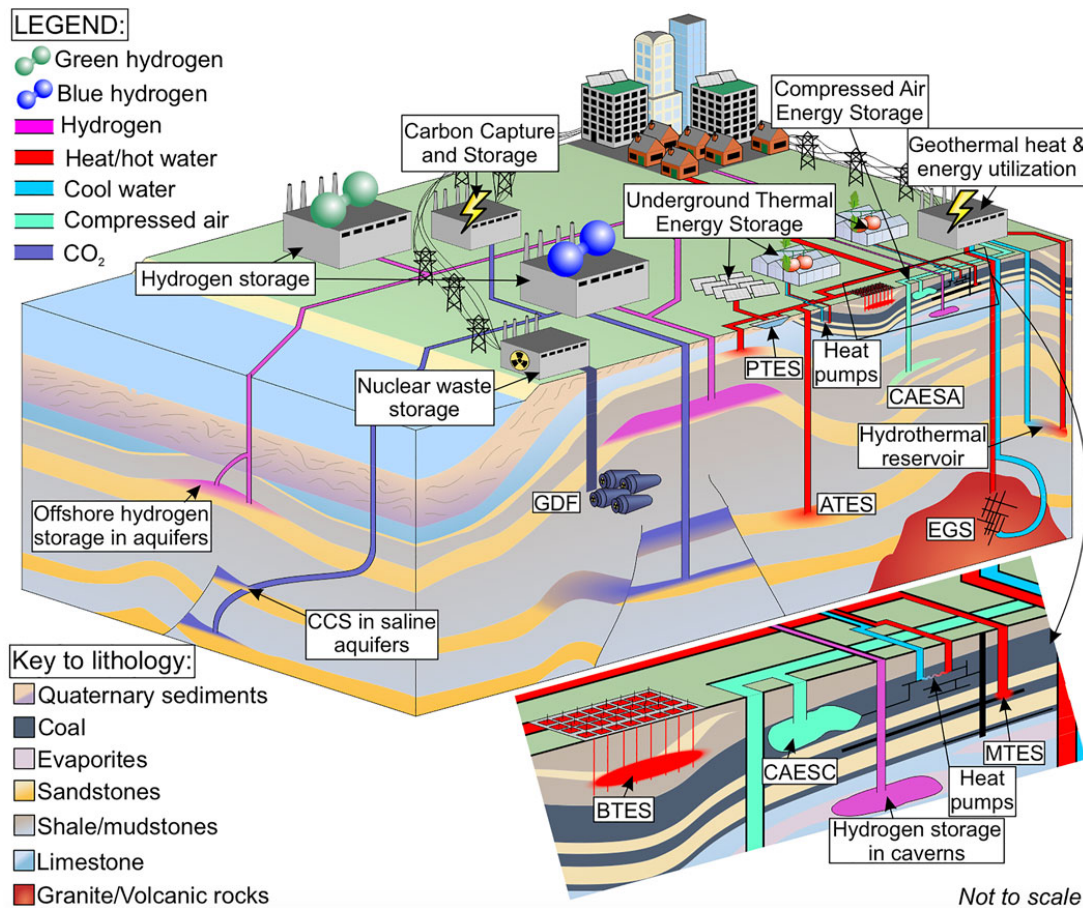 LEGEND:
Green hydrogen
Blue hydrogen
Hydrogen
Heat/hot water
Cool water
Compressed air
CO₂
Carbon Capture
and Storage
Compressed Air
Energy Storage
Geothermal heat &
energy utilization
Underground Thermal
Energy Storage
Hydrogen storage
Nuclear waste
storage
PTES
Heat
pumps
CAESA
Hydrothermal
reservoir
GDF
ATES
EGS
Offshore hydrogen
storage in aquifers
CCS in saline
aquifers
Key to lithology:
Quaternary sediments
Coal
Evaporites
Sandstones
Shale/mudstones
Limestone
Granite/Volcanic rocks
BTES
CAESC
MTES
Heat
pumps
Hydrogen storage
in caverns
Not to scale